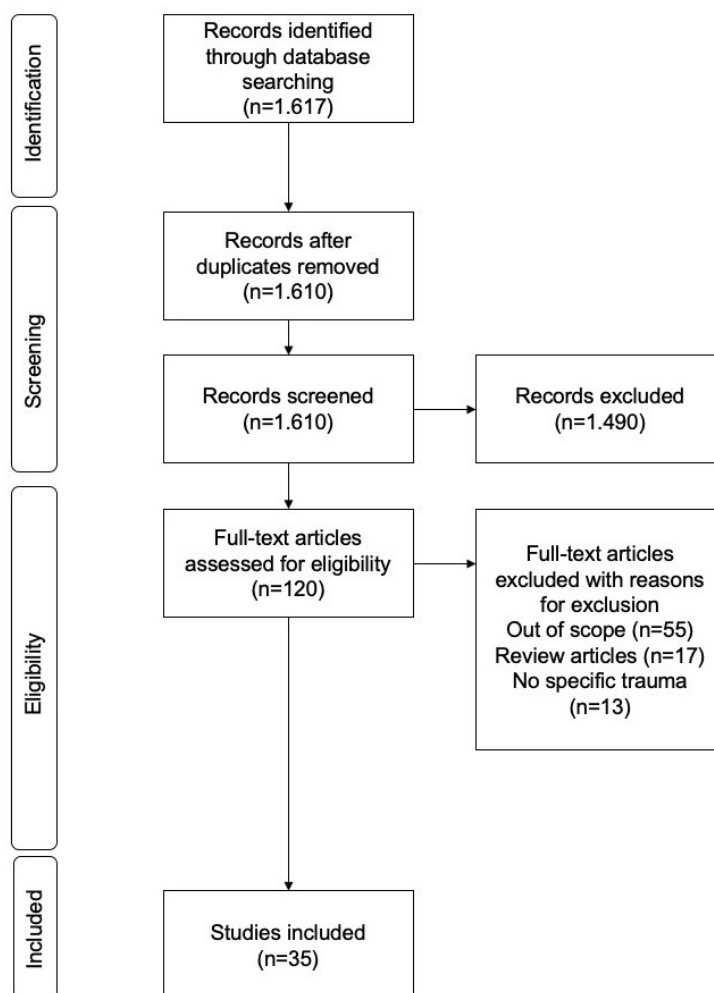 Identification
Records identified
through database
searching
(n=1.617)
Screening
Records after
duplicates removed
(n=1.610)
Records screened
(n=1.610)
Records excluded
(n=1.490)
Eligibility
Full-text articles
assessed for eligibility
(n=120)
Full-text articles
excluded with reasons
for exclusion
Out of scope (n=55)
Review articles (n=17)
No specific trauma
(n=13)
Included
Studies included
(n=35)